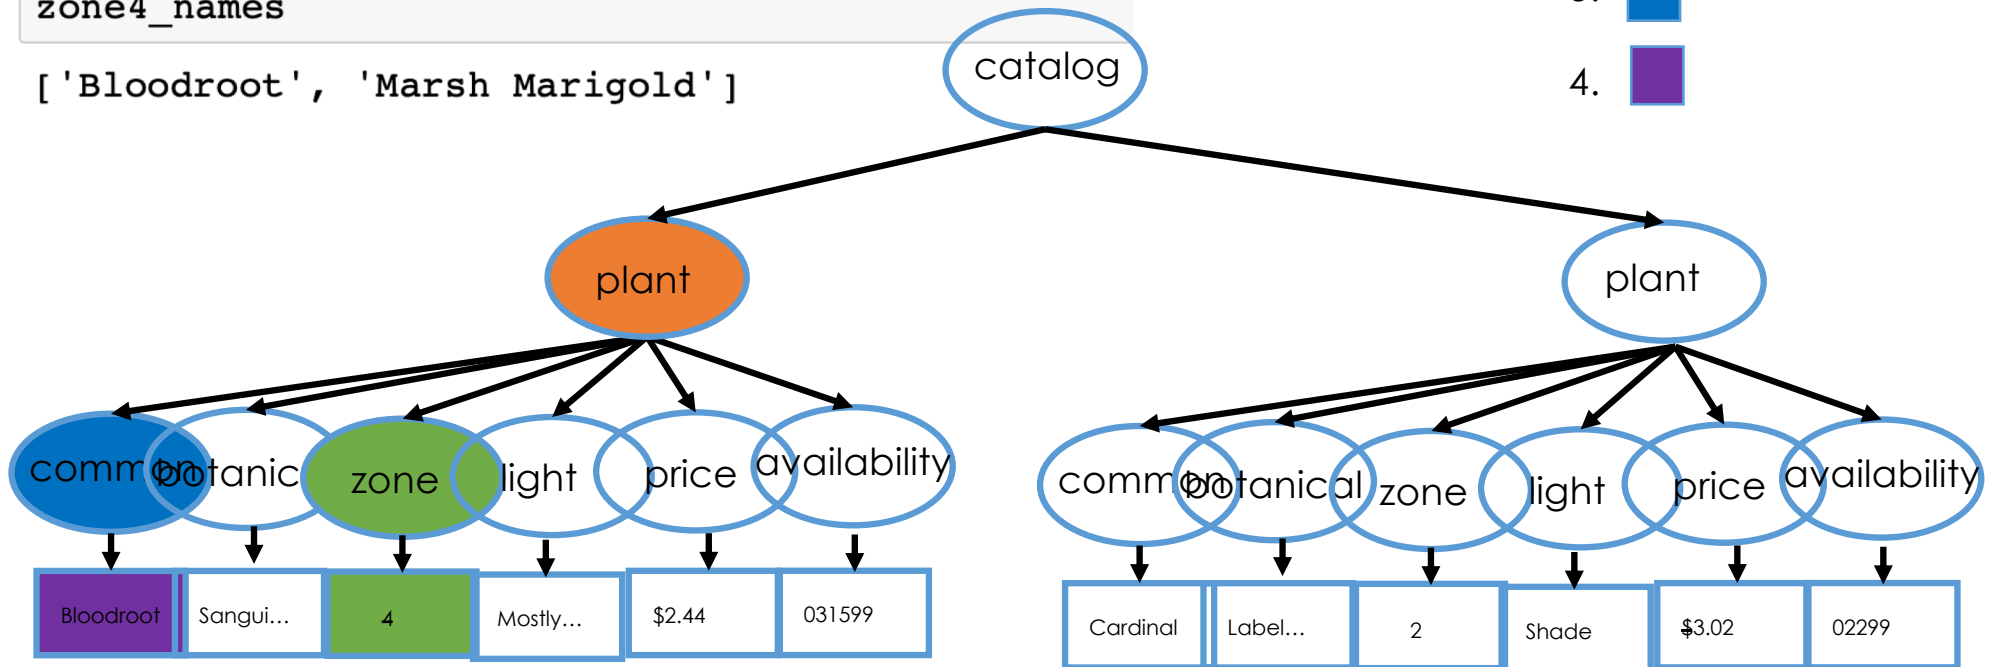 zone4_names
['Bloodroot', 'Marsh Marigold']
4.
catalog
plant
plant
common
botanic
zone
light
price
availability
common
botanical
zone
light
price
availability
Bloodroot
Sangui...
4
Mostly...
$2.44
031599
Cardinal
Label...
2
Shade
$3.02
02299